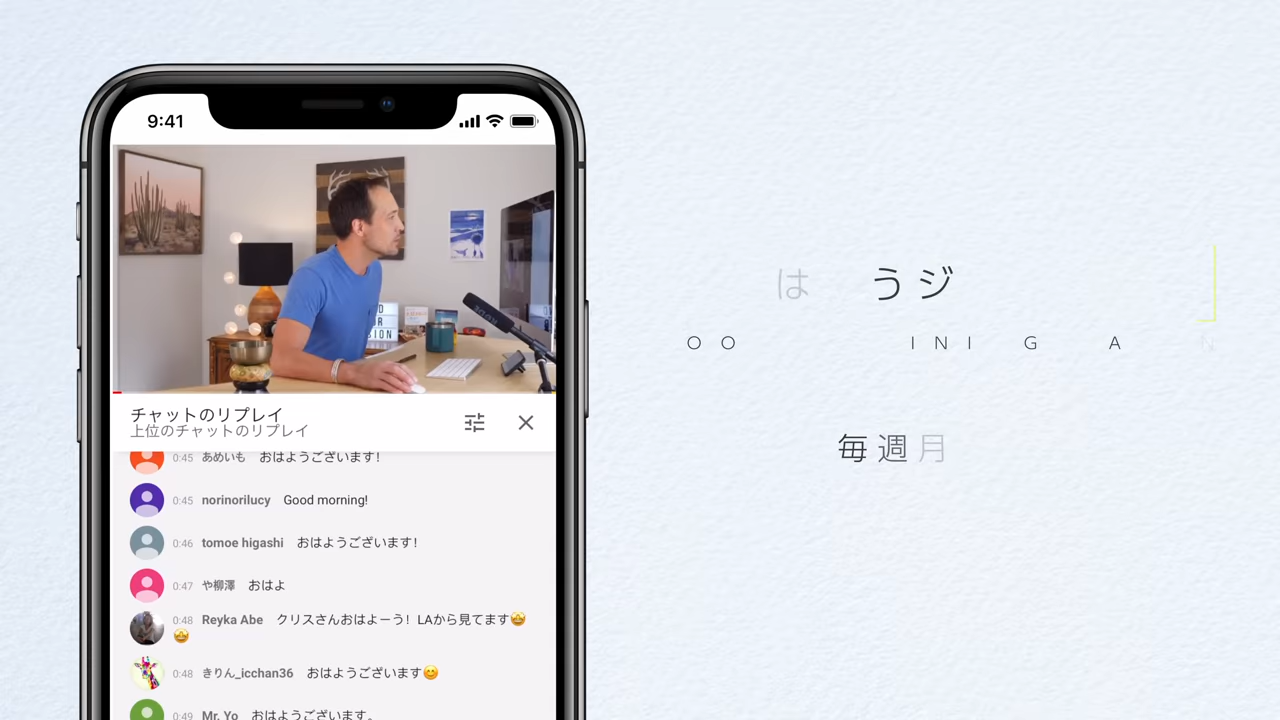 9:41
チャットのリプレイ
上位のチャットのリプレイ
0:45 あめいも おはようございます!
0:45 norinorilucy Good morning!
0:46 tomoe higashi おはようございます!
0:47 や柳澤 おはよ
0:48 Reyka Abe クリスさんおはよーう! LAから見てます🤩
🤩
0:48 きりん_icchan36 おはようございます😊
0:49 Mr. Yo おはようございます。
は うジ
O O I N I G A N
毎週月